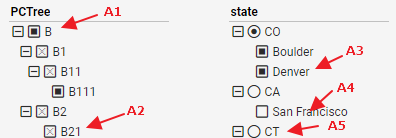 PCTree
A1
B
B1
B11
B111
B2
A2
B21
state
CO
Boulder
A3
Denver
CA
A4
San Francisco
A5
CT